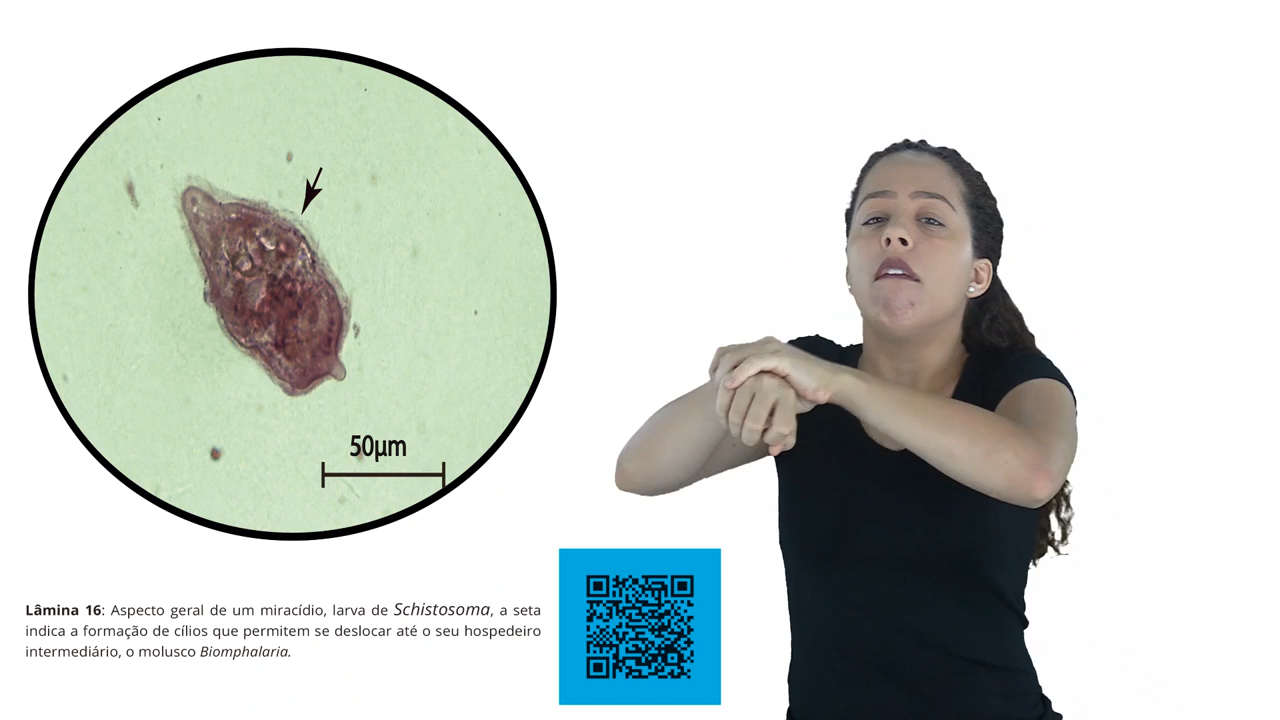 50µm
Lâmina 16: Aspecto geral de um miracídio, larva de Schistosoma, a seta
indica a formação de cílios que permitem se deslocar até o seu hospedeiro
intermediário, o molusco Biomphalaria.